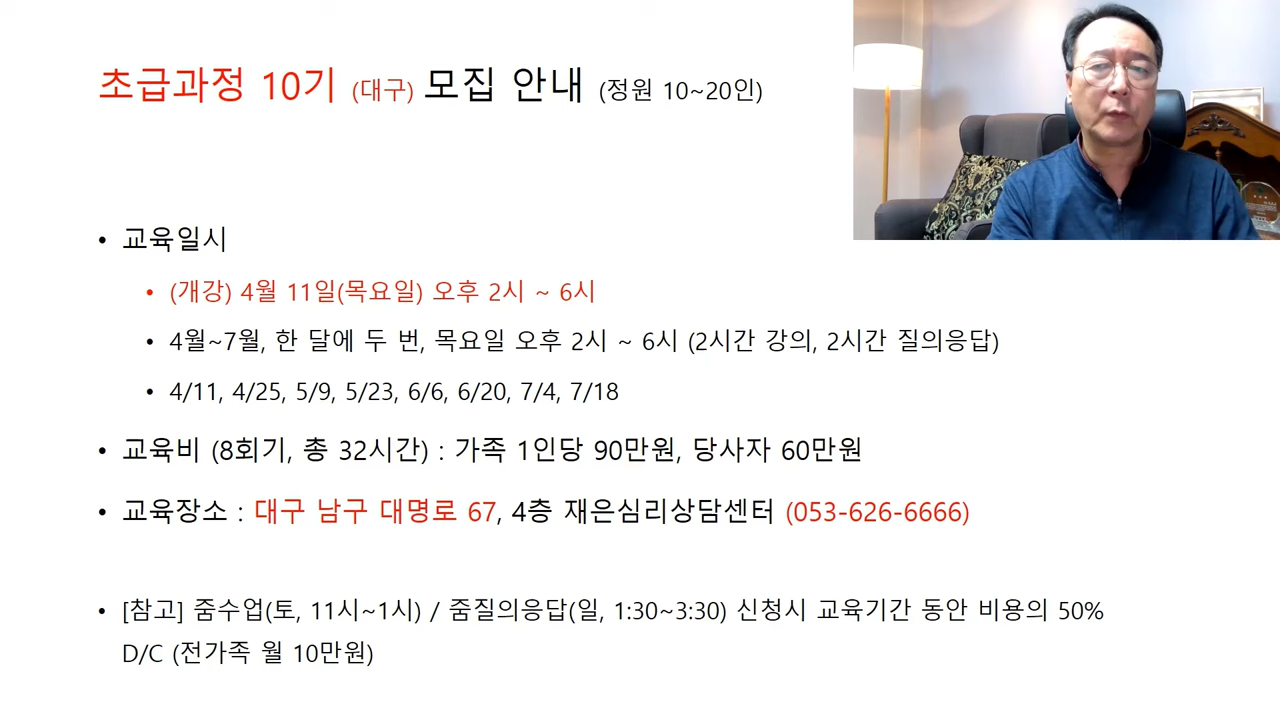 초급과정 10기 (대구) 모집 안내 (정원 10~20인)
• 교육일시
• (개강) 4월 11일(목요일) 오후 2시 ~ 6시
• 4월~7월, 한 달에 두 번, 목요일 오후 2시 ~ 6시 (2시간 강의, 2시간 질의응답)
• 4/11, 4/25, 5/9, 5/23, 6/6, 6/20, 7/4, 7/18
• 교육비 (8회기, 총 32시간) : 가족 1인당 90만원, 당사자 60만원
• 교육장소 : 대구 남구 대명로 67, 4층 재은심리상담센터 (053-626-6666)
• [참고] 줌수업(토, 11시~1시) / 줌질의응답(일, 1:30~3:30) 신청시 교육기간 동안 비용의 50%
D/C (전가족 월 10만원)